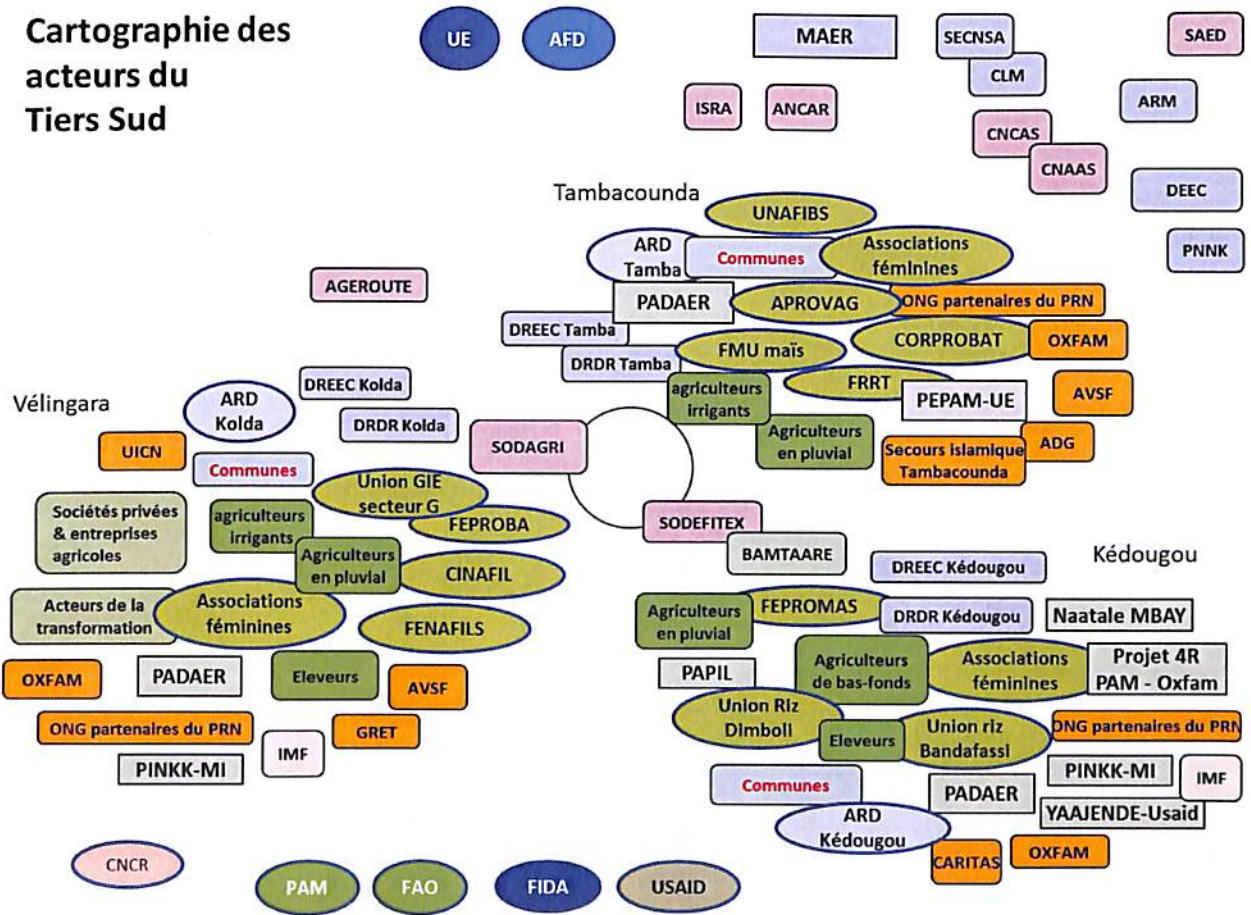 Cartographie des
acteurs du
Tiers Sud
UE
AFD
MAER
SECNSA
CLM
SAED
ISRA
ANCAR
ARM
CNCAS
CNAAS
DEEC
PNNK
Tambacounda
UNAFIBS
ARD
Tamba
Communes
Associations
féminines
AGEROUTE
PADAER
APROVAG
ONG partenaires du PRN
DREEC Tamba
DRDR Tamba
FMU maïs
CORPROBAT
OXFAM
agriculteurs
irrigants
FRRT
PEPAM-UE
AVSF
Agriculteurs
en pluvial
Secours islamique
Tambacounda
ADG
Vélingara
ARD
Kolda
DREEC Kolda
DRDR Kolda
SODAGRI
UICN
Communes
Union GIE
secteur G
FEPROBA
Sociétés privées
& entreprises
agricoles
agriculteurs
irrigants
Agriculteurs
en pluvial
CINAFIL
Acteurs de la
transformation
Associations
féminines
FENAFILS
OXFAM
PADAER
Eleveurs
AVSF
ONG partenaires du PRN
GRET
IMF
PINKK-MI
SODEFITEX
BAMTAARE
Kédougou
DREEC Kédougou
Agriculteurs
en pluvial
FEPROMAS
DRDR Kédougou
Naatale MBAY
PAPIL
Agriculteurs
de bas-fonds
Associations
féminines
Projet 4R
PAM - Oxfam
Union Riz
Dimboli
Eleveurs
Union riz
Bandafassi
ONG partenaires du PRN
Communes
PADAER
PINKK-MI
IMF
ARD
Kédougou
YAAJENDE-Usaid
CARITAS
OXFAM
CNCR
PAM
FAO
FIDA
USAID